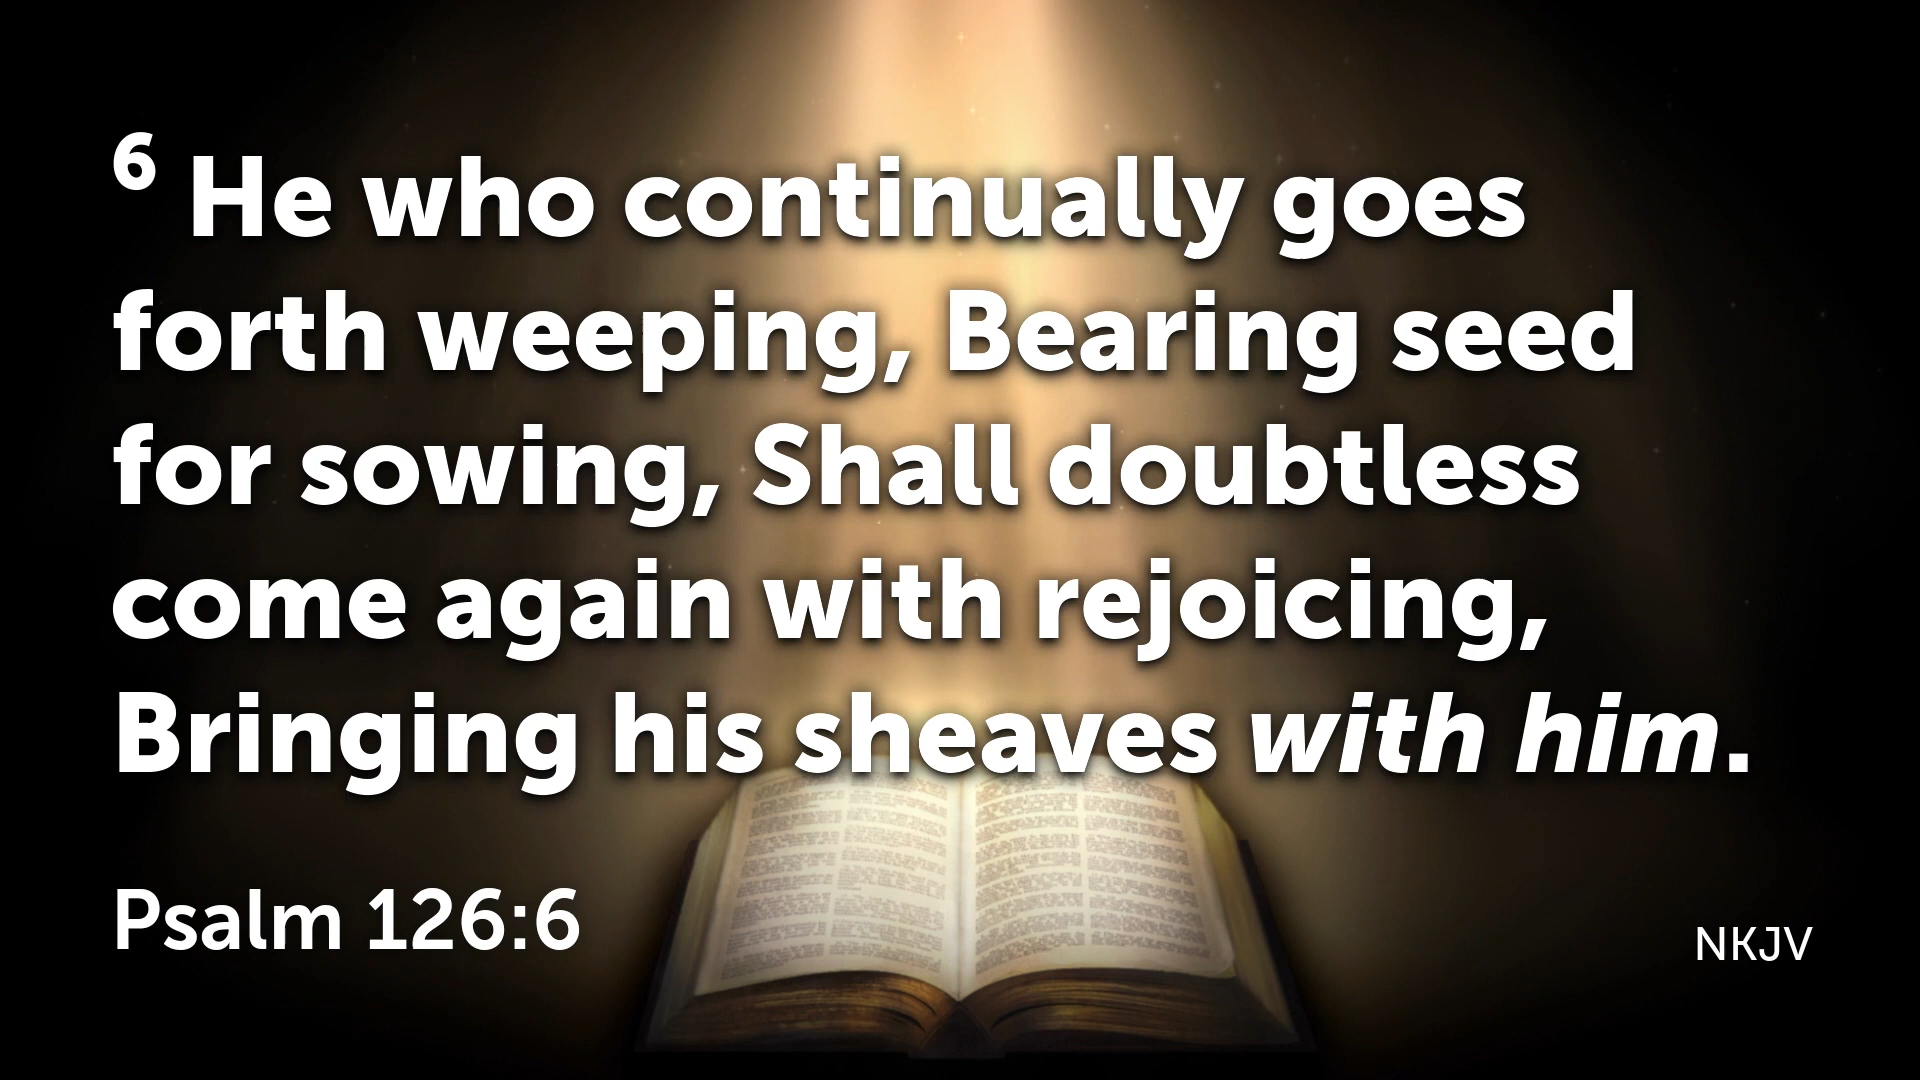 6 He who continually goes
forth weeping, Bearing seed
for sowing, Shall doubtless
come again with rejoicing,
Bringing his sheaves with him.
Psalm 126:6
NKJV